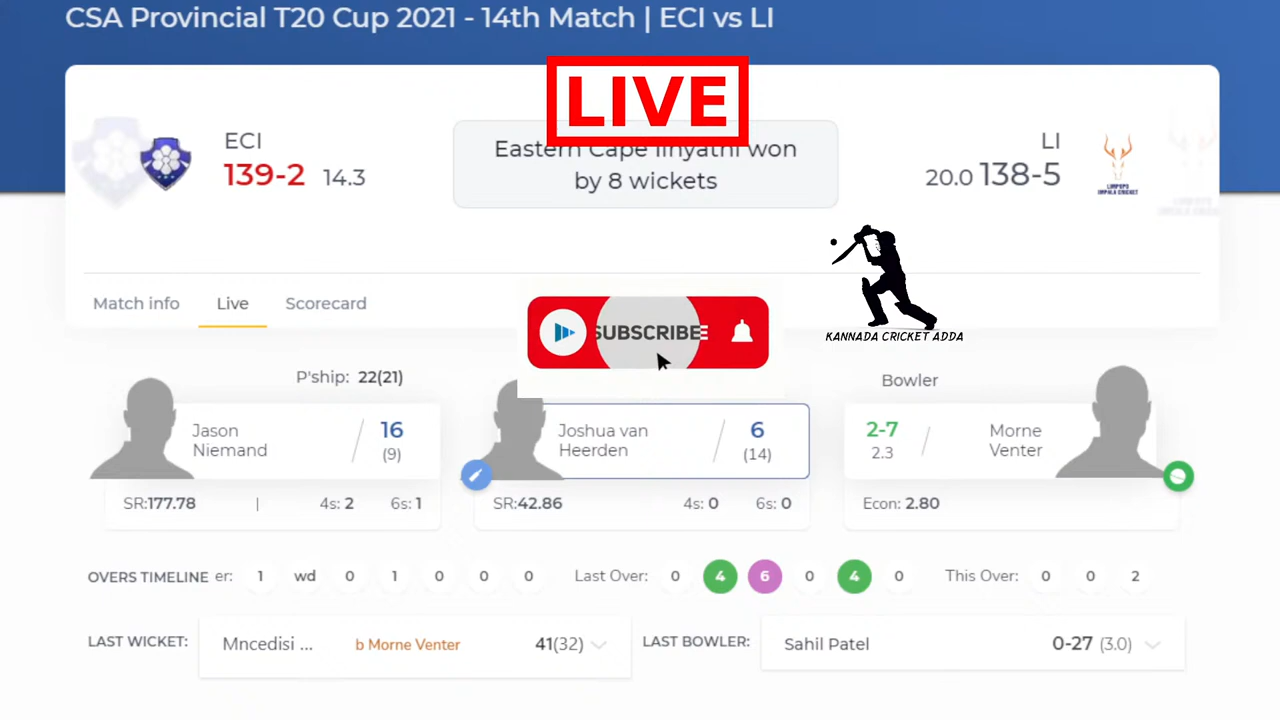 CSA Provincial T20 Cup 2021 - 14th Match | ECI vs LI
LIVE
ECI
139-2 14.3
Eastern Cape Iinyathi won
by 8 wickets
LI
20.0 138-5
LIMPOPO
IMPALA CRICKET
Match info Live Scorecard
SUBSCRIBE
KANNADA CRICKET ADDA
P'ship: 22(21)
Bowler
Jason
Niemand
16
(9)
Joshua van
Heerden
6
(14)
2-7
2.3
Morne
Venter
SR:177.78 | 4s: 2 6s: 1
SR:42.86 4s: 0 6s: 0
Econ: 2.80
OVERS TIMELINE er: 1 wd 0 1 0 0 0 Last Over: 0 4 6 0 4 0 This Over: 0 0 2
LAST WICKET: Mncedisi ... b Morne Venter 41(32)
LAST BOWLER: Sahil Patel 0-27 (3.0)